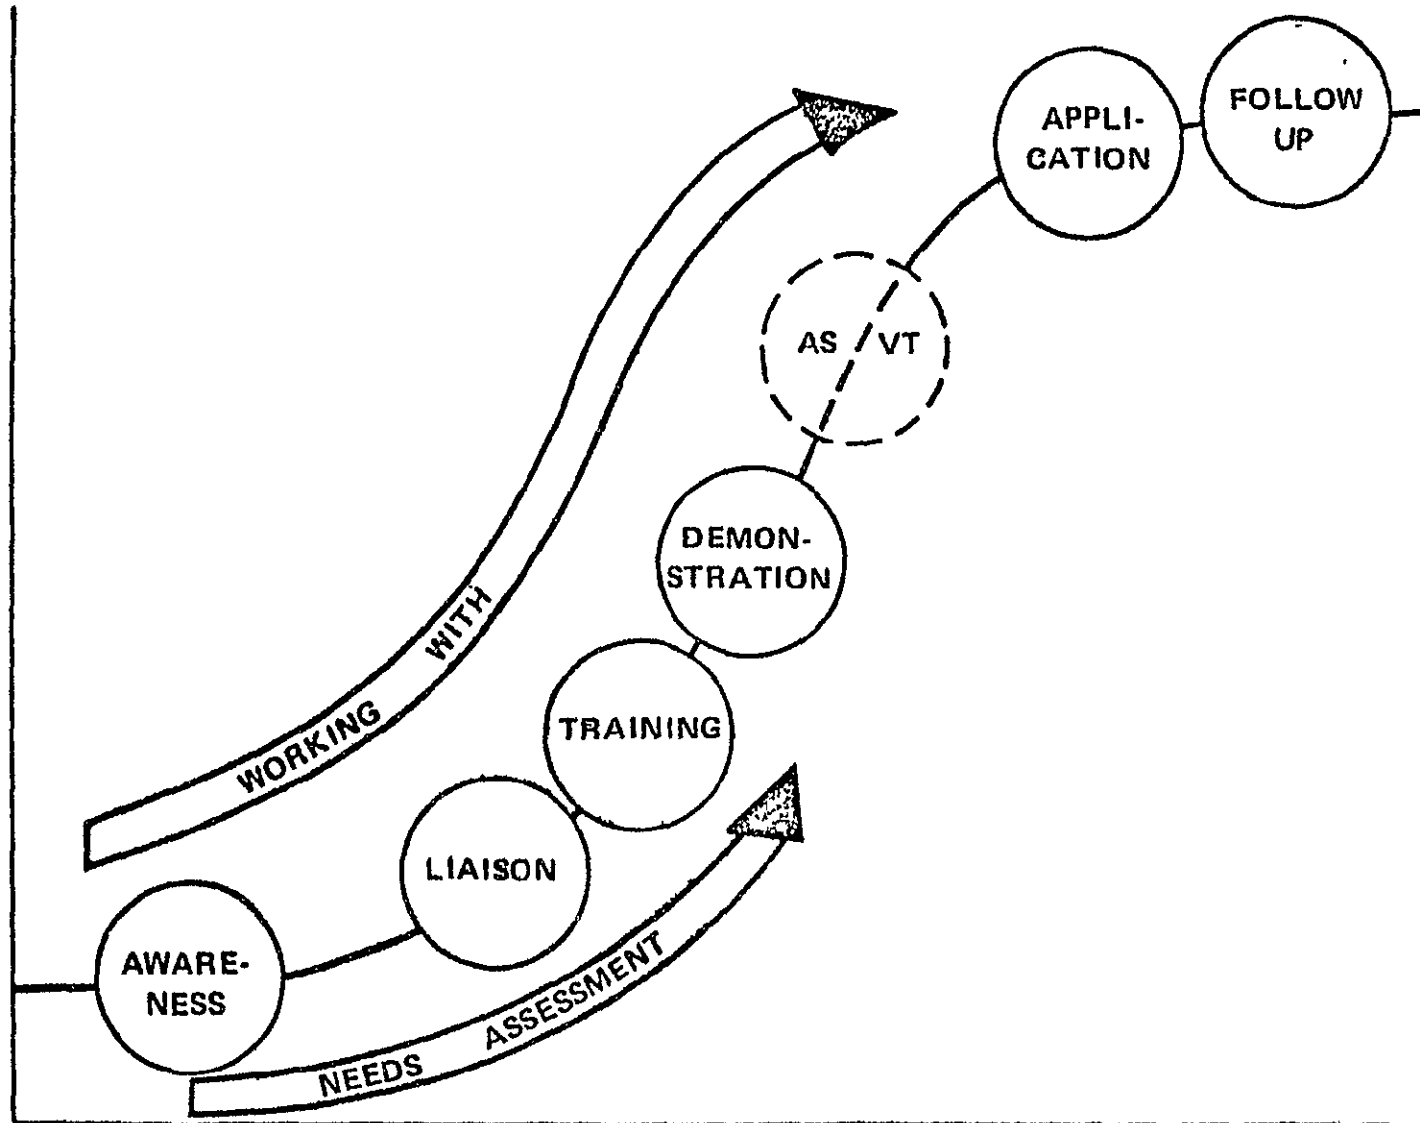 FOLLOW
UP
APPLI-
CATION
AS VT
DEMON-
STRATION
WORKING WITH
TRAINING
LIAISON
AWARE-
NESS
NEEDS ASSESSMENT